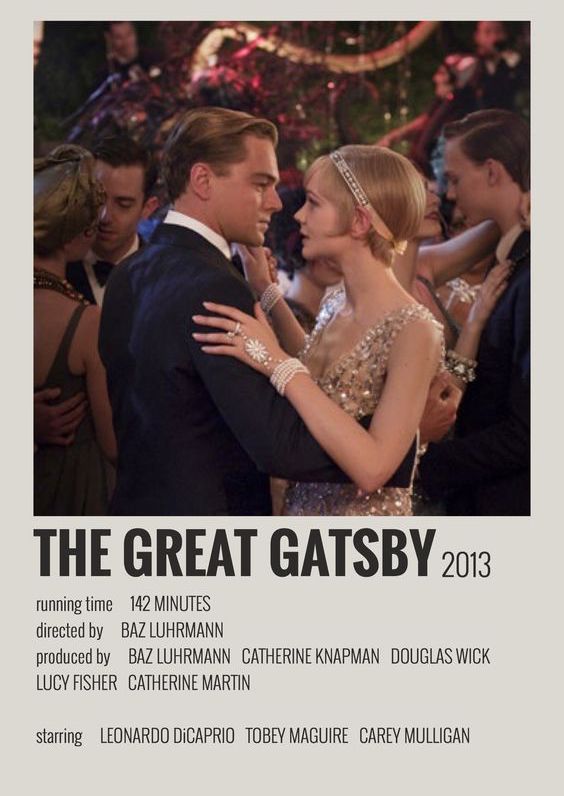 THE GREAT GATSBY 2013
running time 142 MINUTES
directed by BAZ LUHRMANN
produced by BAZ LUHRMANN CATHERINE KNAPMAN DOUGLAS WICK
LUCY FISHER CATHERINE MARTIN
starring LEONARDO DiCAPRIO TOBEY MAGUIRE CAREY MULLIGAN